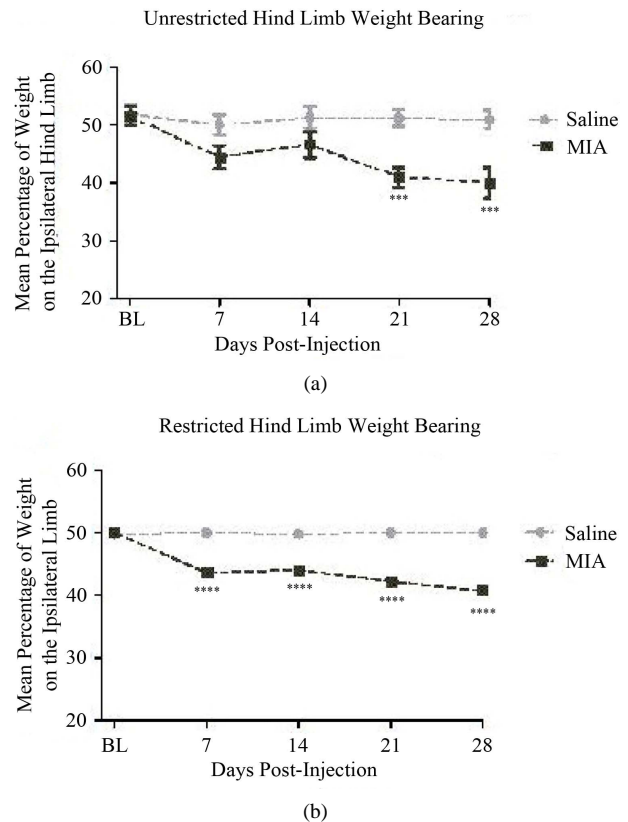 Unrestricted Hind Limb Weight Bearing
Mean Percentage of Weight
on the Ipsilateral Hind Limb
60
50
40
30
20
***
***
Saline
MIA
BL
7
14
21
28
Days Post-Injection
(a)
Restricted Hind Limb Weight Bearing
Mean Percentage of Weight
on the Ipsilateral Limb
60
50
40
30
20
****
****
****
****
Saline
MIA
BL
7
14
21
28
Days Post-Injection
(b)